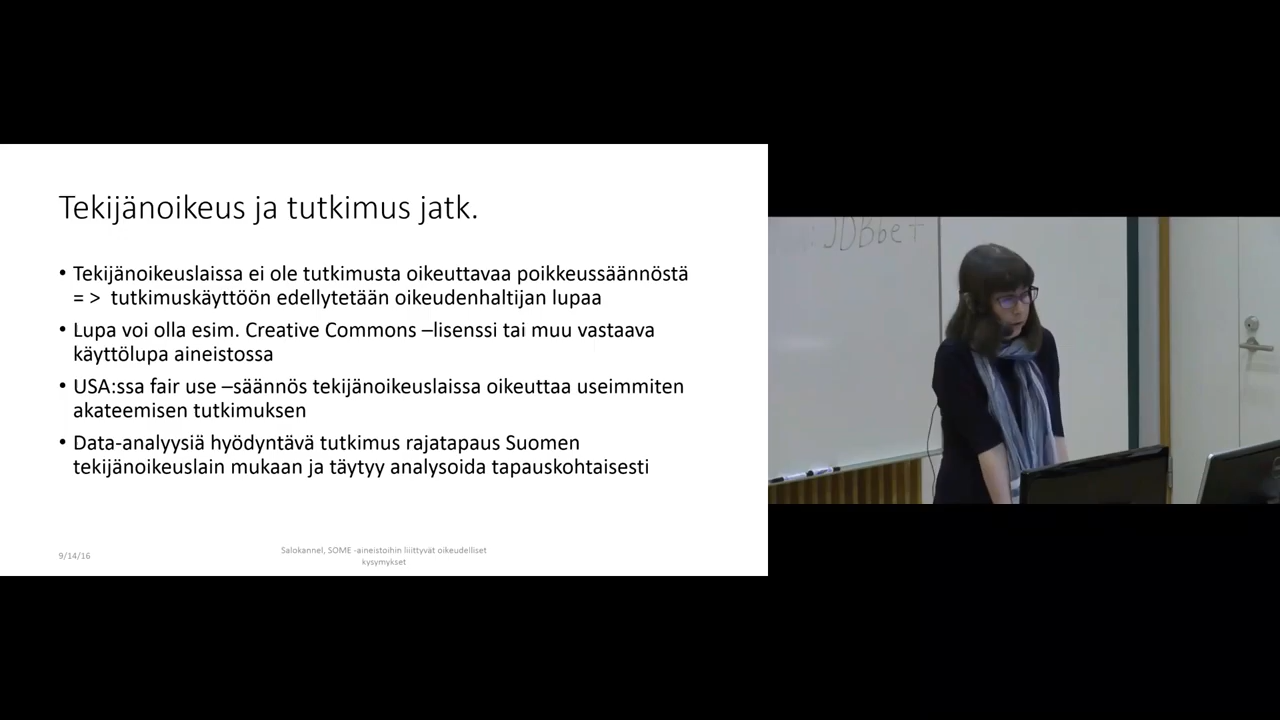 Tekijänoikeus ja tutkimus jatk.
• Tekijänoikeuslaissa ei ole tutkimusta oikeuttavaa poikkeussäännöstä
= > tutkimuskäyttöön edellytetään oikeudenhaltijan lupaa
• Lupa voi olla esim. Creative Commons –lisenssi tai muu vastaava
käyttölupa aineistossa
• USA:ssa fair use –säännös tekijänoikeuslaissa oikeuttaa useimmiten
akateemisen tutkimuksen
• Data-analyysiä hyödyntävä tutkimus rajatapaus Suomen
tekijänoikeuslain mukaan ja täytyy analysoida tapauskohtaisesti
9/14/16
Salokannel, SOME -aineistoihin liiittyvät oikeudelliset
kysymykset